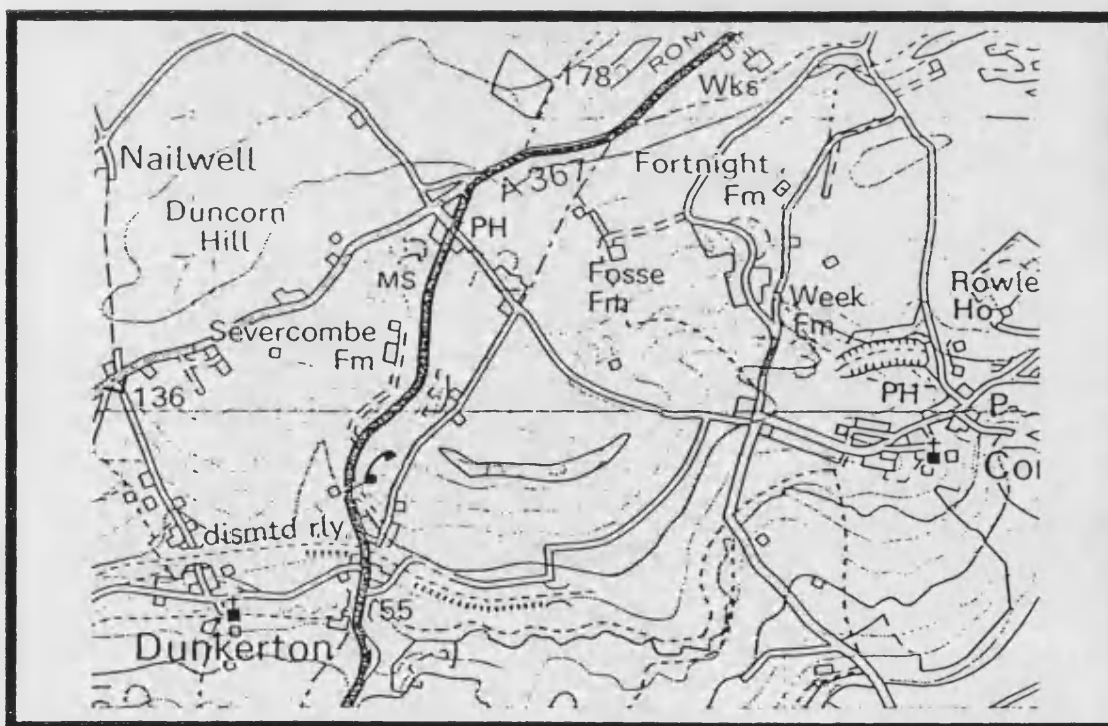 178
ROM
Wks
Nailwell
A 367
Fortnight
Fm
Duncorn
Hill
PH
MS
Fosse
Fm
Week
Fm
Rowle
Ho
Severcombe
Fm
136
PH
P
Cor
dismtd rly
55
Dunkerton